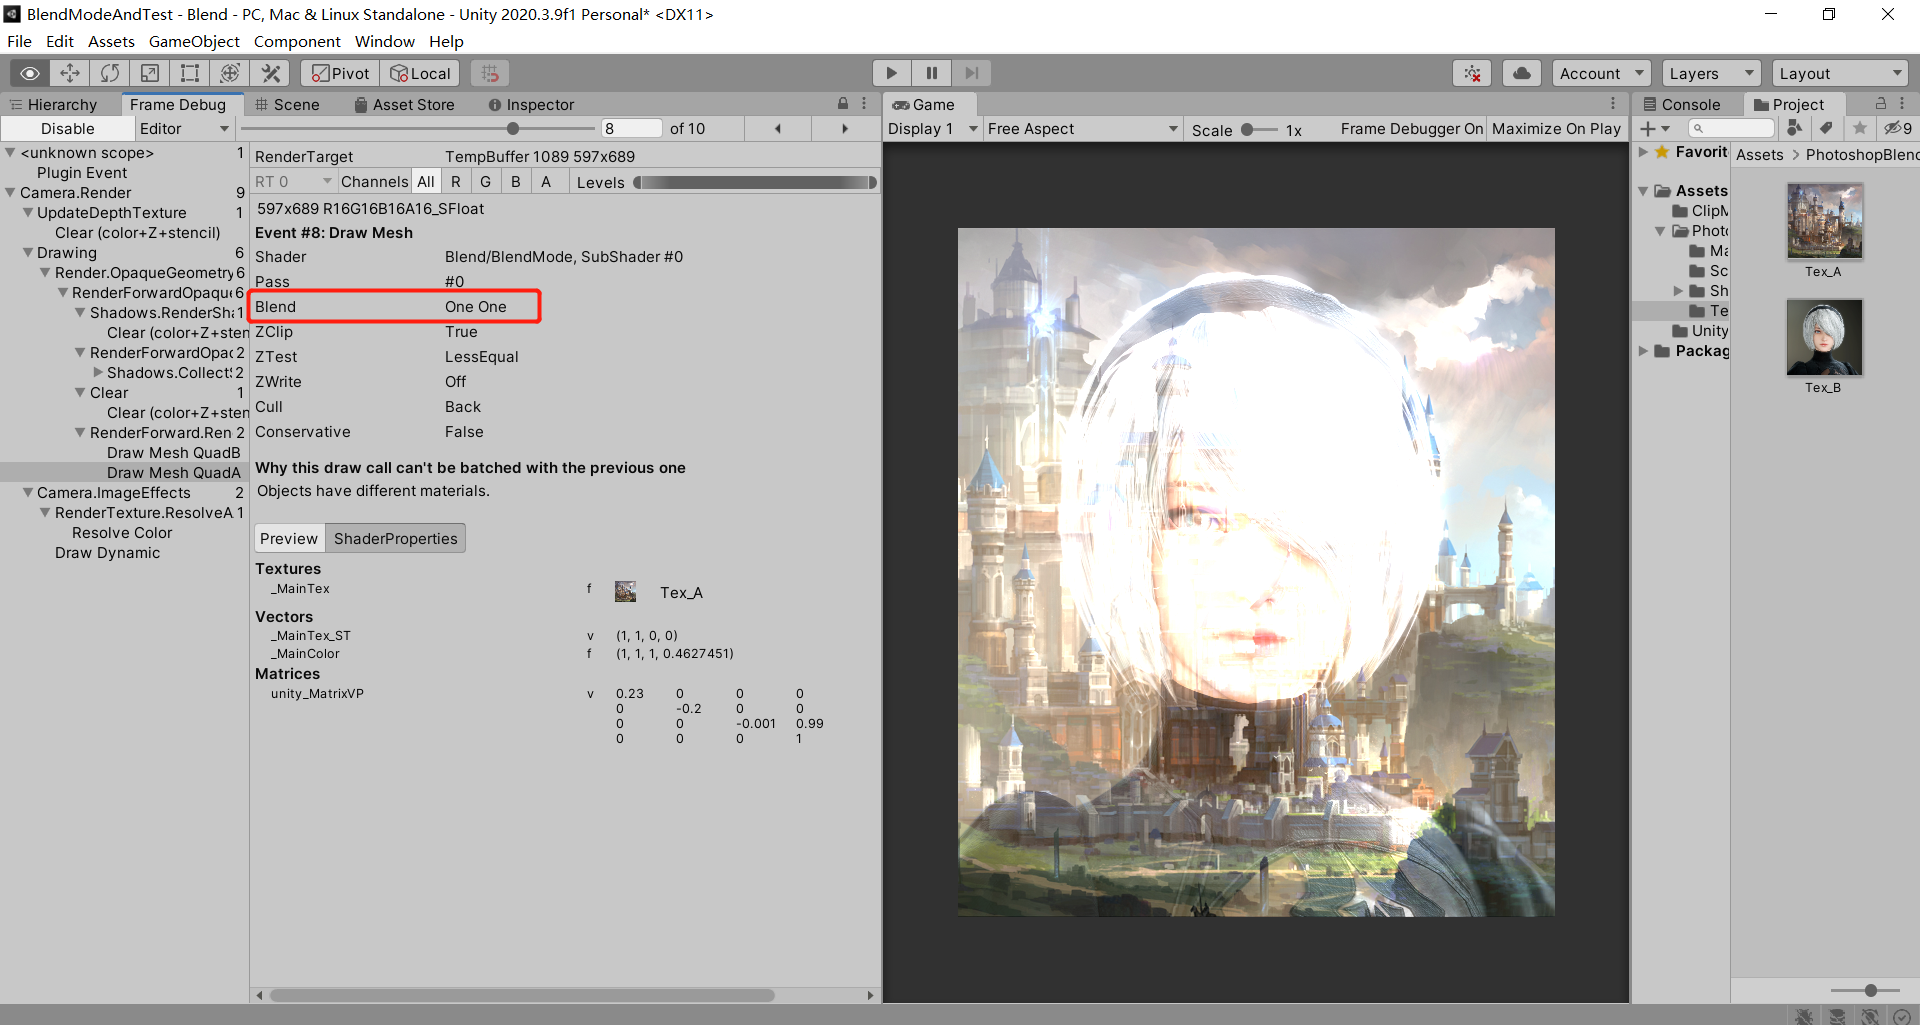 BlendModeAndTest - Blend - PC, Mac & Linux Standalone - Unity 2020.3.9f1 Personal* <DX11>
File Edit Assets GameObject Component Window Help
Pivot Local Account Layers Layout
Hierarchy Frame Debug Scene Asset Store Inspector
Disable Editor 8 of 10
<unknown scope> 1
Plugin Event
Camera.Render 9
UpdateDepthTexture 1
Clear (color+Z+stencil)
Drawing 6
Render.OpaqueGeometry 6
RenderForwardOpaqu 6
Shadows.RenderSha 1
Clear (color+Z+sten
RenderForwardOpac 2
Shadows.Collect 2
Clear 1
Clear (color+Z+sten
RenderForward.Ren 2
Draw Mesh QuadB
Draw Mesh QuadA
Camera.ImageEffects 2
RenderTexture.ResolveA 1
Resolve Color
Draw Dynamic
RenderTarget TempBuffer 1089 597x689
RT 0 Channels All R G B A Levels
597x689 R16G16B16A16_SFloat
Event #8: Draw Mesh
Shader Blend/BlendMode, SubShader #0
Pass #0
Blend One One
ZClip True
ZTest LessEqual
ZWrite Off
Cull Back
Conservative False
Why this draw call can't be batched with the previous one
Objects have different materials.
Preview ShaderProperties
Textures
_MainTex f Tex_A
Vectors
_MainTex_ST v (1, 1, 0, 0)
_MainColor f (1, 1, 1, 0.4627451)
Matrices
unity_MatrixVP v 0.23 0 0 0
0 -0.2 0 0
0 0 -0.001 0.99
0 0 0 1
Game
Display 1 Free Aspect Scale 1x Frame Debugger On Maximize On Play
Console Project
9
Favorit
Assets
ClipM
Photo
Ma
Sc
Sh
Te
Unity
Packag
Assets > PhotoshopBlend
Tex_A
Tex_B